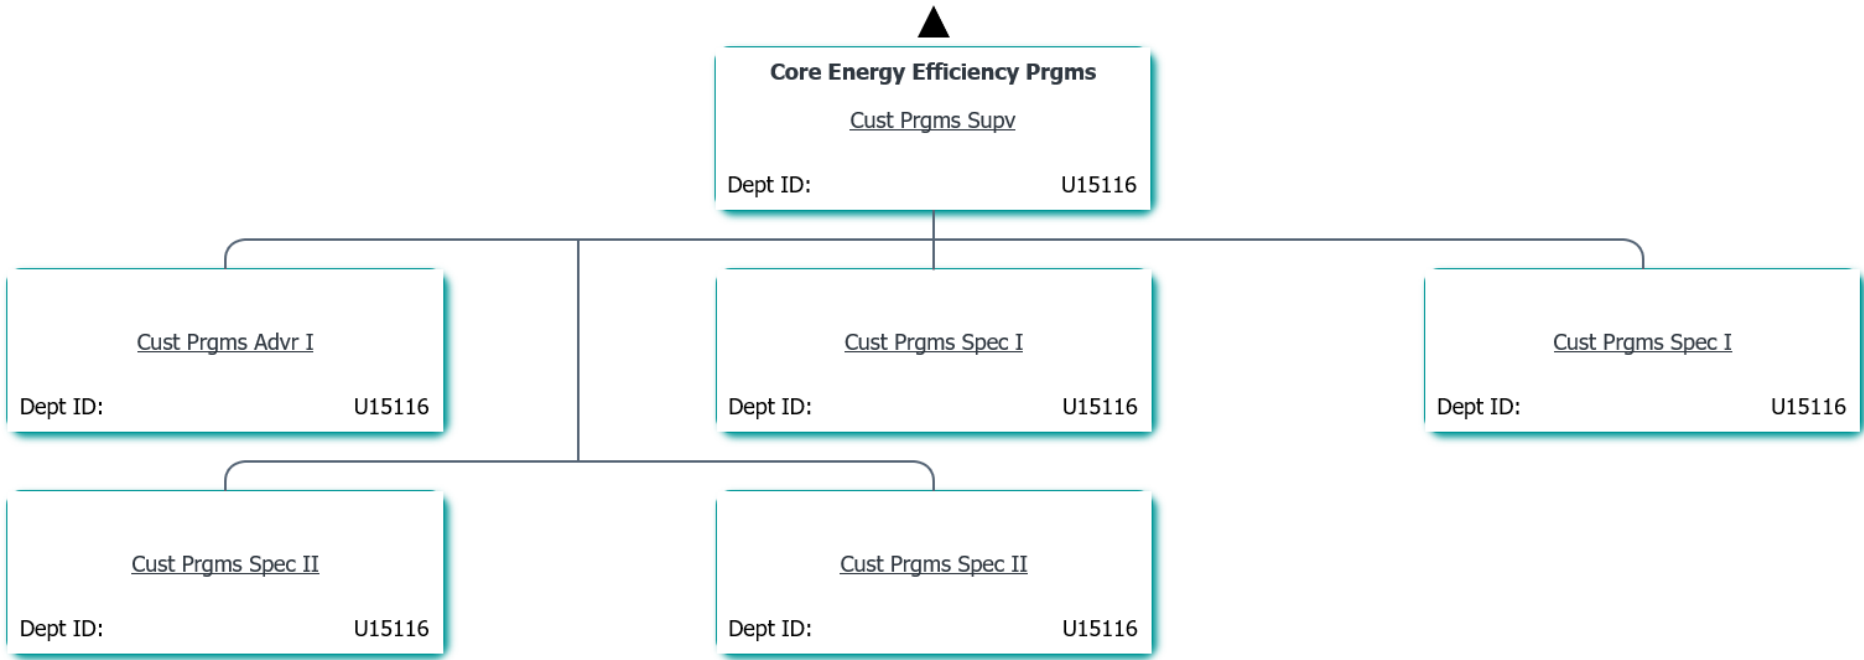 Core Energy Efficiency Prgms
Cust Prgms Supv
Dept ID: U15116
Cust Prgms Advr I
Dept ID: U15116
Cust Prgms Spec I
Dept ID: U15116
Cust Prgms Spec I
Dept ID: U15116
Cust Prgms Spec II
Dept ID: U15116
Cust Prgms Spec II
Dept ID: U15116